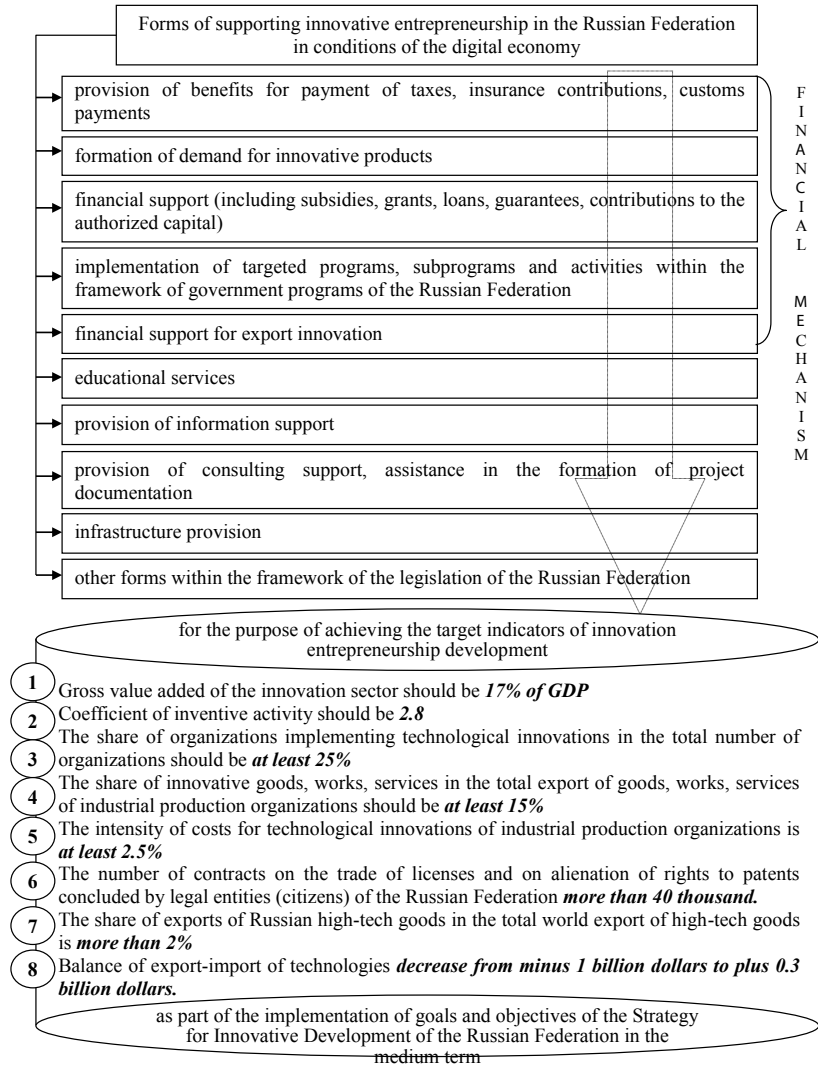 Forms of supporting innovative entrepreneurship in the Russian Federation
in conditions of the digital economy
provision of benefits for payment of taxes, insurance contributions, customs
payments
formation of demand for innovative products
financial support (including subsidies, grants, loans, guarantees, contributions to the
authorized capital)
implementation of targeted programs, subprograms and activities within the
framework of government programs of the Russian Federation
financial support for export innovation
educational services
provision of information support
provision of consulting support, assistance in the formation of project
documentation
infrastructure provision
other forms within the framework of the legislation of the Russian Federation
FINANCIAL MECHANISM
for the purpose of achieving the target indicators of innovation
entrepreneurship development
1 Gross value added of the innovation sector should be 17% of GDP
2 Coefficient of inventive activity should be 2.8
The share of organizations implementing technological innovations in the total number of
3 organizations should be at least 25%
4 The share of innovative goods, works, services in the total export of goods, works, services
of industrial production organizations should be at least 15%
5 The intensity of costs for technological innovations of industrial production organizations is
at least 2.5%
6 The number of contracts on the trade of licenses and on alienation of rights to patents
concluded by legal entities (citizens) of the Russian Federation more than 40 thousand.
7 The share of exports of Russian high-tech goods in the total world export of high-tech goods
is more than 2%
8 Balance of export-import of technologies decrease from minus 1 billion dollars to plus 0.3
billion dollars.
as part of the implementation of goals and objectives of the Strategy
for Innovative Development of the Russian Federation in the
medium term